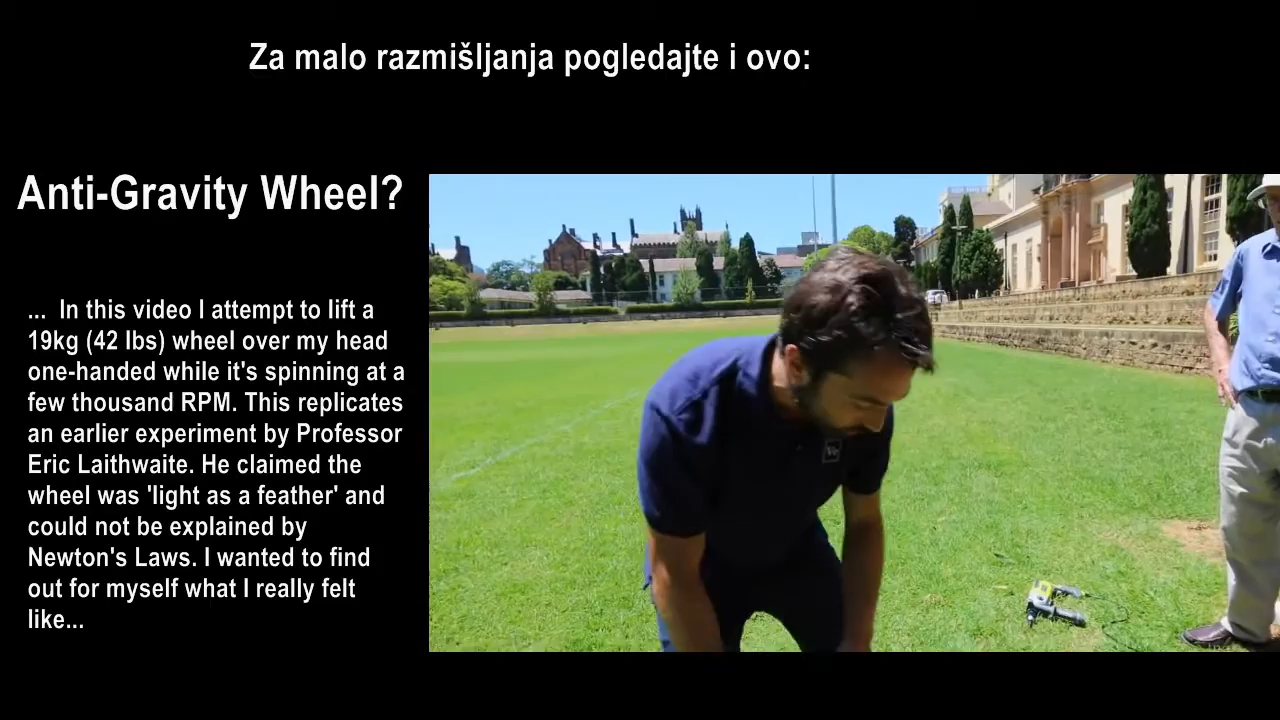 Za malo razmišljanja pogledajte i ovo:
Anti-Gravity Wheel?
... In this video I attempt to lift a
19kg (42 lbs) wheel over my head
one-handed while it's spinning at a
few thousand RPM. This replicates
an earlier experiment by Professor
Eric Laithwaite. He claimed the
wheel was 'light as a feather' and
could not be explained by
Newton's Laws. I wanted to find
out for myself what I really felt
like...
Ve